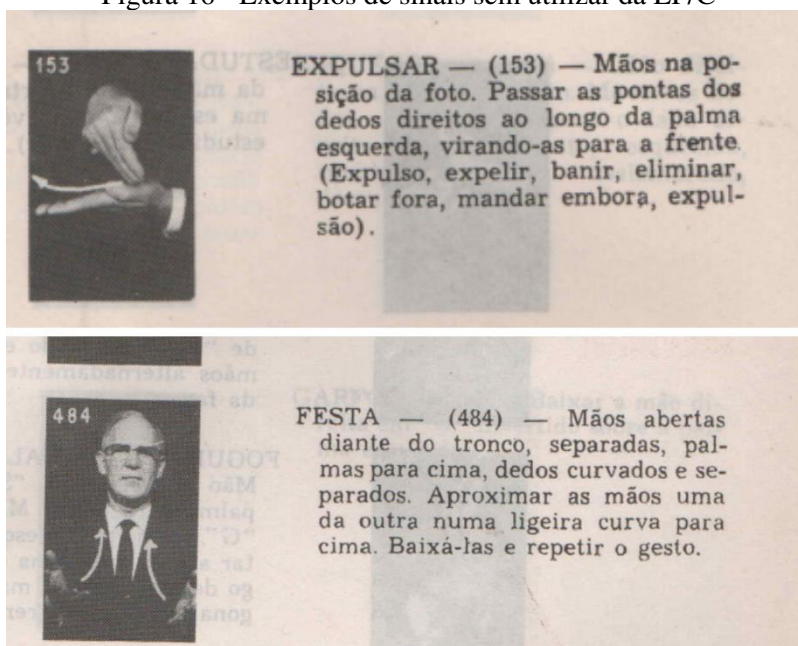 Figura 16 - Exemplos de sinais sem utilizar da LP/C
153
EXPULSAR — (153) — Mãos na po-
sição da foto. Passar as pontas dos
dedos direitos ao longo da palma
esquerda, virando-as para a frente.
(Expulso, expelir, banir, eliminar,
botar fora, mandar embora, expul-
são).
484
FESTA — (484) — Mãos abertas
diante do tronco, separadas, pal-
mas para cima, dedos curvados e se-
parados. Aproximar as mãos uma
da outra numa ligeira curva para
cima. Baixá-las e repetir o gesto.